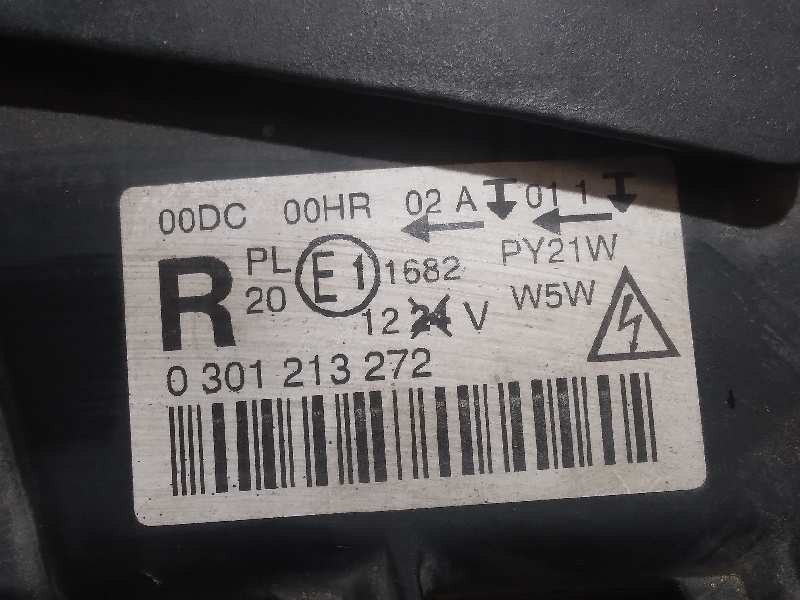 00DC 00HR 02 A 01 1
R PL E1 1682 PY21W
20 12 24 V W5W
0 301 213 272